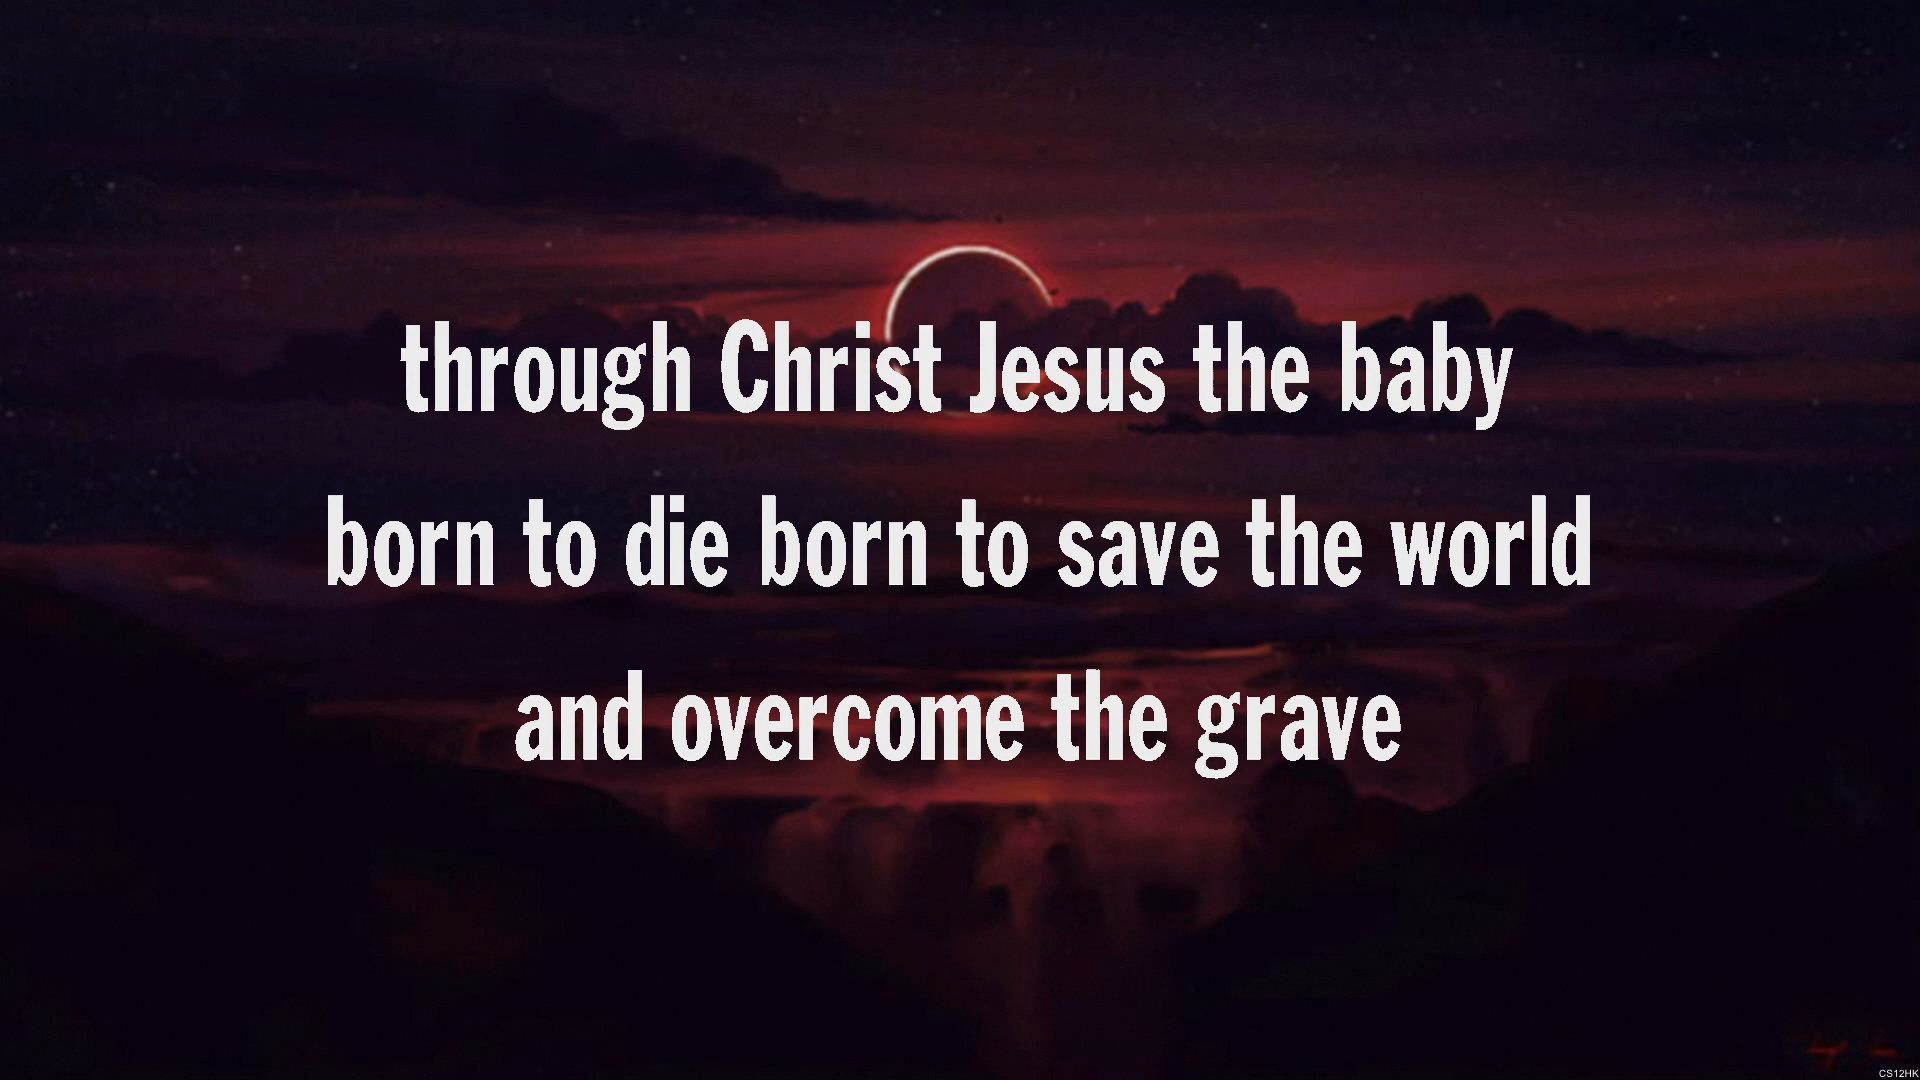 through Christ Jesus the baby
born to die born to save the world
and overcome the grave
CS12HK